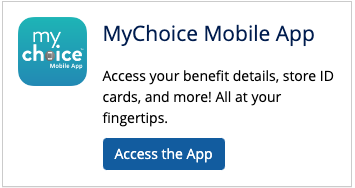 my
choice™
Mobile App
MyChoice Mobile App
Access your benefit details, store ID
cards, and more! All at your
fingertips.
Access the App